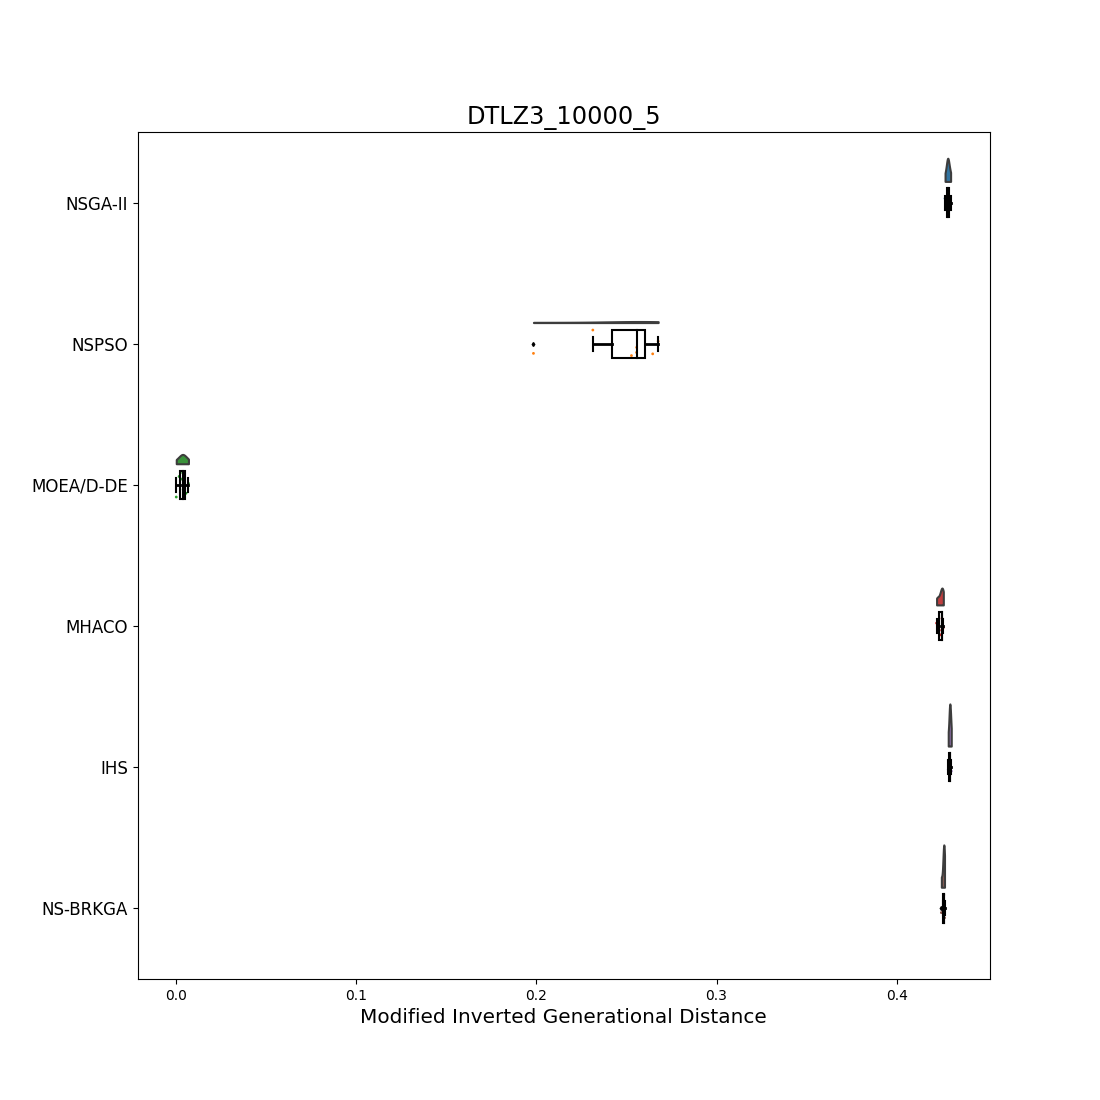 DTLZ3_10000_5
NSGA-II
NSPSO
MOEA/D-DE
MHACO
IHS
NS-BRKGA
0.0 0.1 0.2 0.3 0.4
Modified Inverted Generational Distance